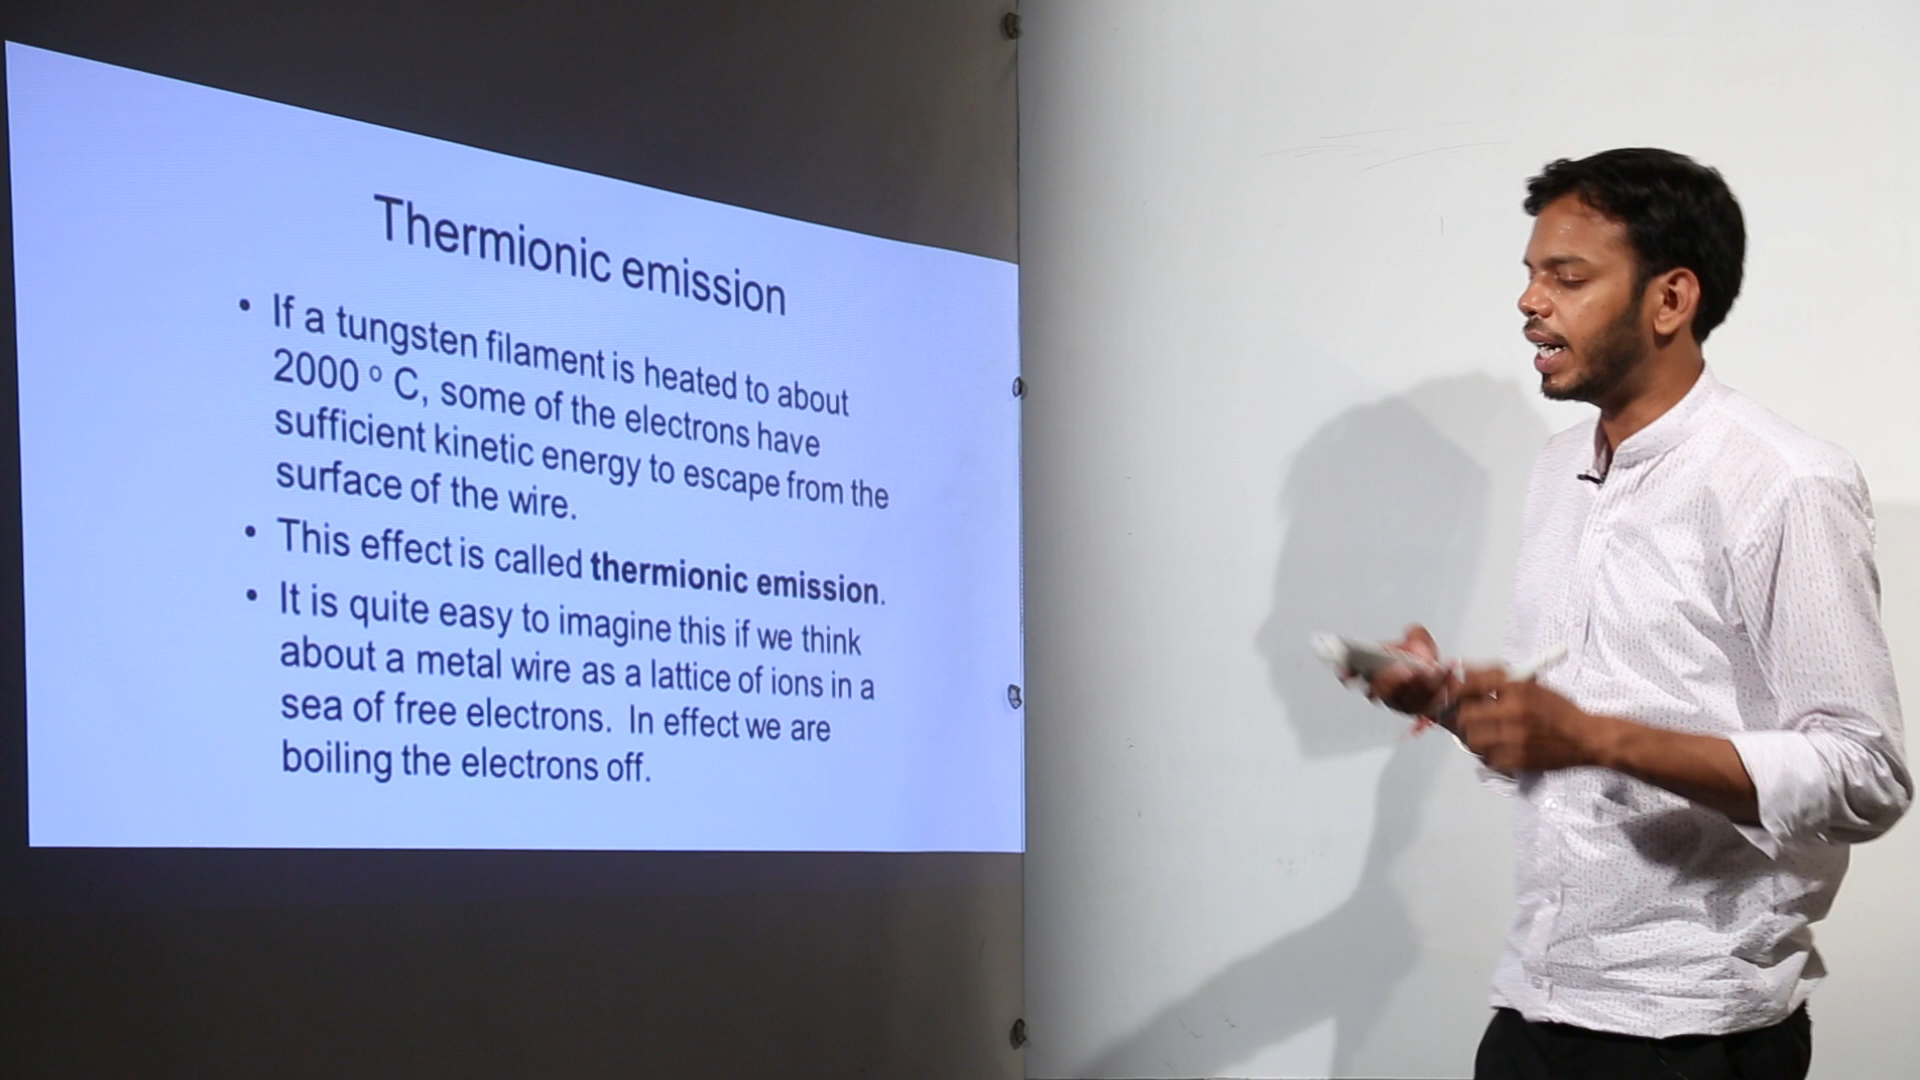 Thermionic emission
• If a tungsten filament is heated to about
2000 ° C, some of the electrons have
sufficient kinetic energy to escape from the
surface of the wire.
• This effect is called thermionic emission.
• It is quite easy to imagine this if we think
about a metal wire as a lattice of ions in a
sea of free electrons. In effect we are
boiling the electrons off.